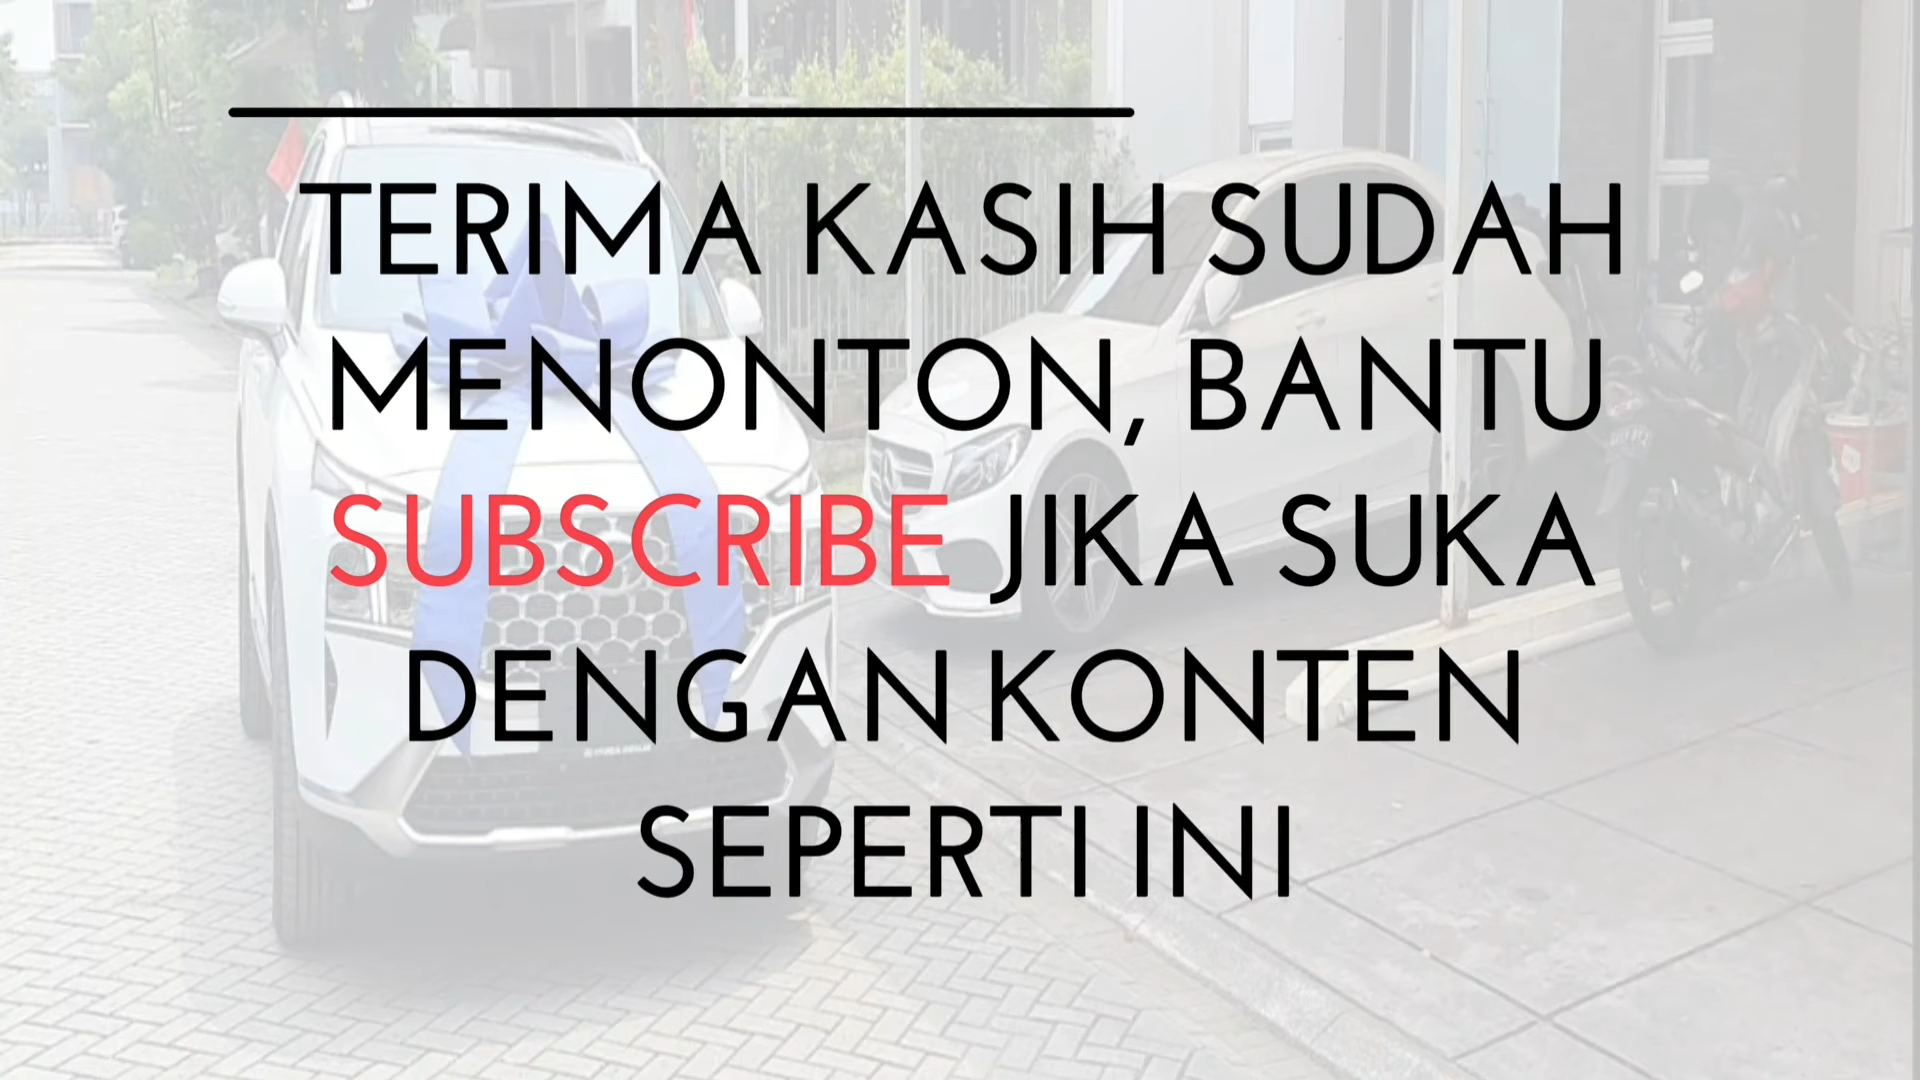 TERIMA KASIH SUDAH
MENONTON, BANTU
SUBSCRIBE JIKA SUKA
DENGAN KONTEN
SEPERTI INI